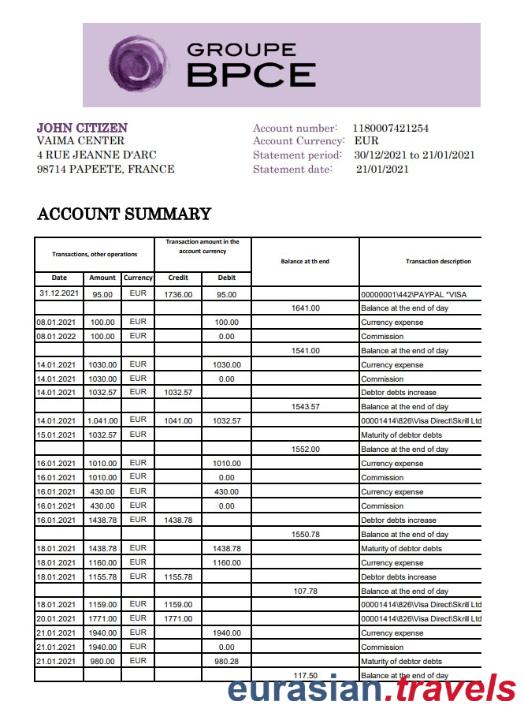 GROUPE
BPCE
JOHN CITIZEN
VAIMA CENTER
4 RUE JEANNE D'ARC
98714 PAPEETE, FRANCE
Account number: 1180007421254
Account Currency: EUR
Statement period: 30/12/2021 to 21/01/2021
Statement date: 21/01/2021
ACCOUNT SUMMARY
Transactions, other operations Transaction amount in the account currency Balance at th end Transaction description
Date Amount Currency Credit Debit
31.12.2021 95.00 EUR 1736.00 95.00 00000001\442\PAYPAL *VISA
1641.00 Balance at the end of day
08.01.2021 100.00 EUR 100.00 Currency expense
08.01.2022 100.00 EUR 0.00 Commission
1541.00 Balance at the end of day
14.01.2021 1030.00 EUR 1030.00 Currency expense
14.01.2021 1030.00 EUR 0.00 Commission
14.01.2021 1032.57 EUR 1032.57 Debtor debts increase
1543.57 Balance at the end of day
14.01.2021 1.041.00 EUR 1041.00 1032.57 00001414\826\Visa Direct\Skrill Ltd
15.01.2021 1032.57 EUR Maturity of debtor debts
1552.00 Balance at the end of day
16.01.2021 1010.00 EUR 1010.00 Currency expense
16.01.2021 1010.00 EUR 0.00 Commission
16.01.2021 430.00 EUR 430.00 Currency expense
16.01.2021 430.00 EUR 0.00 Commission
16.01.2021 1438.78 EUR 1438.78 Debtor debts increase
1550.78 Balance at the end of day
18.01.2021 1438.78 EUR 1438.78 Maturity of debtor debts
18.01.2021 1160.00 EUR 1160.00 Currency expense
18.01.2021 1155.78 EUR 1155.78 Debtor debts increase
107.78 Balance at the end of day
18.01.2021 1159.00 EUR 1159.00 00001414\826\Visa Direct\Skrill Ltd
20.01.2021 1771.00 EUR 1771.00 00001414\826\Visa Direct\Skrill Ltd
21.01.2021 1940.00 EUR 1940.00 Currency expense
21.01.2021 1940.00 EUR 0.00 Commission
21.01.2021 980.00 EUR 980.28 Maturity of debtor debts
117.50 Balance at the end of day
eurasian.travels